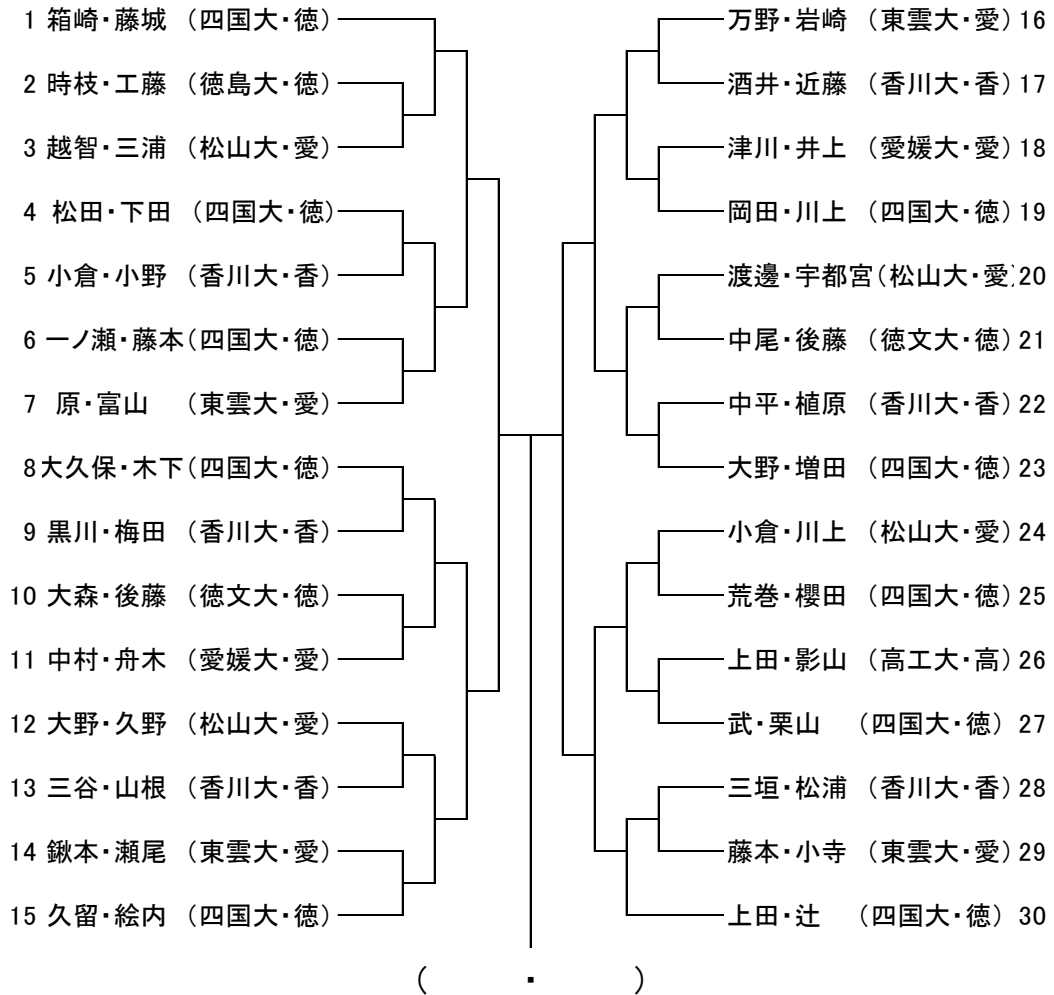 1 箱崎・藤城 (四国大・徳)
2 時枝・工藤 (徳島大・徳)
3 越智・三浦 (松山大・愛)
4 松田・下田 (四国大・徳)
5 小倉・小野 (香川大・香)
6 一ノ瀬・藤本(四国大・徳)
7 原・富山 (東雲大・愛)
8大久保・木下(四国大・徳)
9 黒川・梅田 (香川大・香)
10 大森・後藤 (徳文大・徳)
11 中村・舟木 (愛媛大・愛)
12 大野・久野 (松山大・愛)
13 三谷・山根 (香川大・香)
14 鍬本・瀬尾 (東雲大・愛)
15 久留・絵内 (四国大・徳)
万野・岩崎 (東雲大・愛) 16
酒井・近藤 (香川大・香) 17
津川・井上 (愛媛大・愛) 18
岡田・川上 (四国大・徳) 19
渡邊・宇都宮(松山大・愛)20
中尾・後藤 (徳文大・徳) 21
中平・植原 (香川大・香) 22
大野・増田 (四国大・徳) 23
小倉・川上 (松山大・愛) 24
荒巻・櫻田 (四国大・徳) 25
上田・影山 (高工大・高) 26
武・栗山 (四国大・徳) 27
三垣・松浦 (香川大・香) 28
藤本・小寺 (東雲大・愛) 29
上田・辻 (四国大・徳) 30
( ・ )